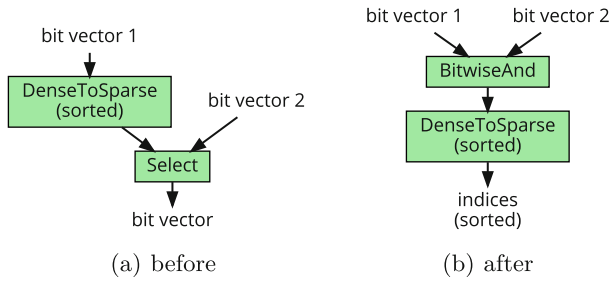 bit vector 1
DenseToSparse
(sorted)
bit vector 2
Select
bit vector
(a) before
bit vector 1
bit vector 2
BitwiseAnd
DenseToSparse
(sorted)
indices
(sorted)
(b) after